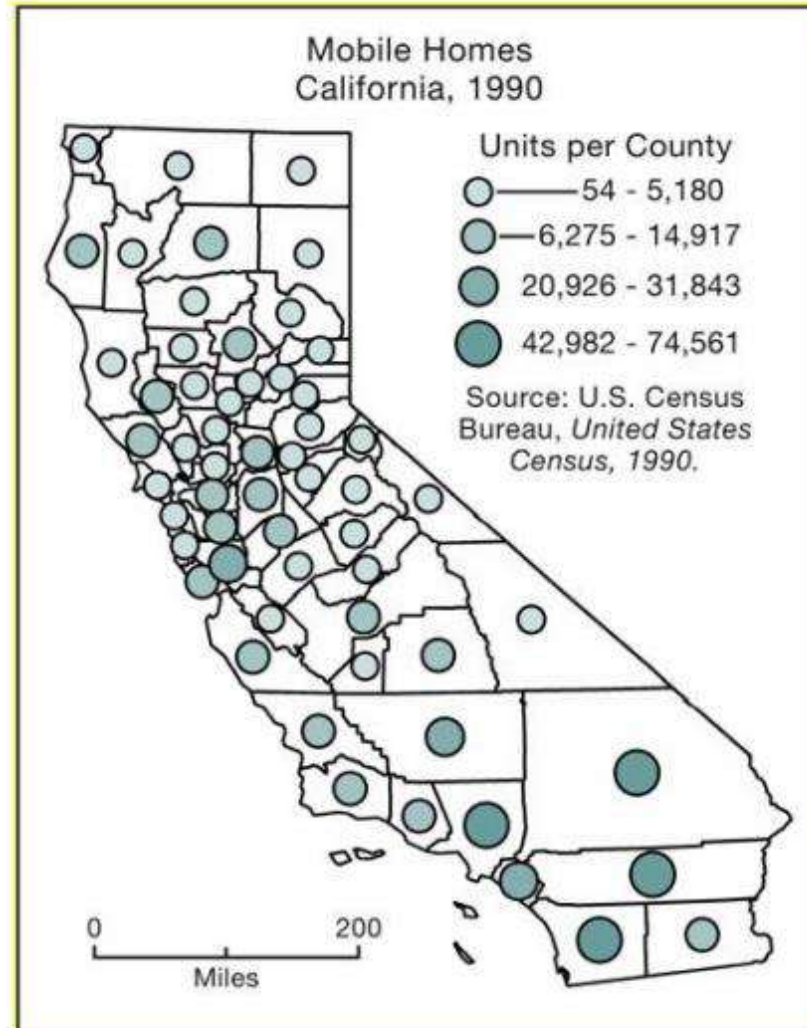 Mobile Homes
California, 1990
Units per County
54 - 5,180
6,275 - 14,917
20,926 - 31,843
42,982 - 74,561
Source: U.S. Census
Bureau, United States
Census, 1990.
0 200
Miles